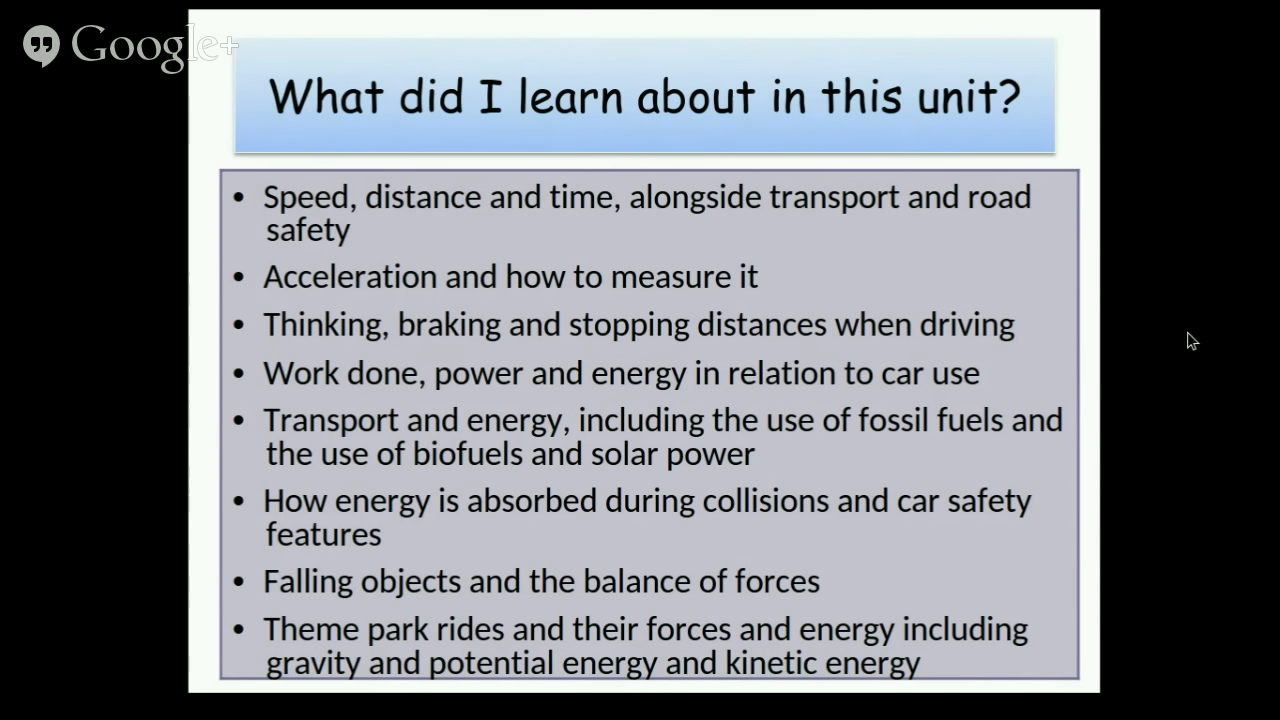 Google+
What did I learn about in this unit?
• Speed, distance and time, alongside transport and road
safety
• Acceleration and how to measure it
• Thinking, braking and stopping distances when driving
• Work done, power and energy in relation to car use
• Transport and energy, including the use of fossil fuels and
the use of biofuels and solar power
• How energy is absorbed during collisions and car safety
features
• Falling objects and the balance of forces
• Theme park rides and their forces and energy including
gravity and potential energy and kinetic energy